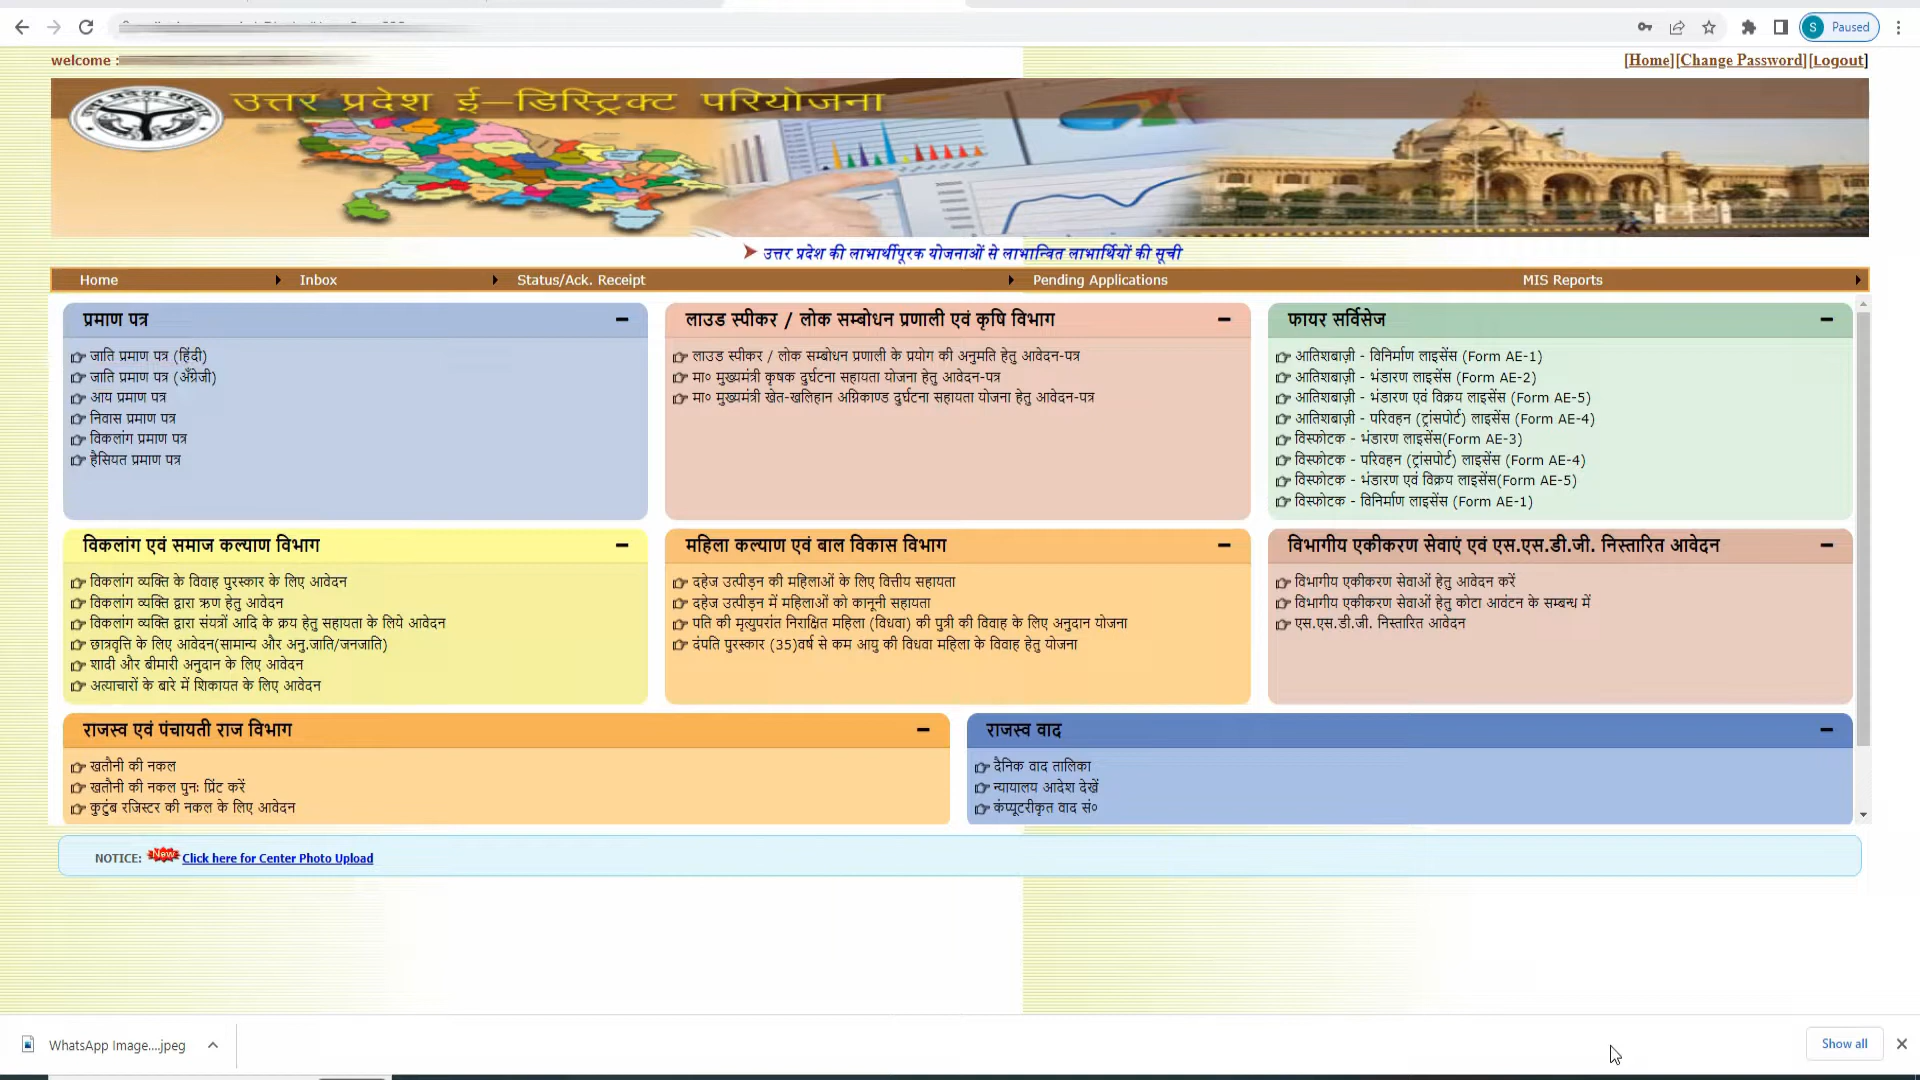 S Paused
welcome :
[Home][Change Password][Logout]
उत्तर प्रदेश ई-डिस्ट्रिक्ट परियोजना
उत्तर प्रदेश की लाभार्थीपूरक योजनाओं से लाभान्वित लाभार्थियों की सूची
Home Inbox Status/Ack. Receipt Pending Applications MIS Reports
प्रमाण पत्र
जाति प्रमाण पत्र (हिंदी)
जाति प्रमाण पत्र (अँग्रेजी)
आय प्रमाण पत्र
निवास प्रमाण पत्र
विकलांग प्रमाण पत्र
हैसियत प्रमाण पत्र
लाउड स्पीकर / लोक सम्बोधन प्रणाली एवं कृषि विभाग
लाउड स्पीकर / लोक सम्बोधन प्रणाली के प्रयोग की अनुमति हेतु आवेदन-पत्र
मा० मुख्यमंत्री कृषक दुर्घटना सहायता योजना हेतु आवेदन-पत्र
मा० मुख्यमंत्री खेत-खलिहान अग्निकाण्ड दुर्घटना सहायता योजना हेतु आवेदन-पत्र
फायर सर्विसेज
आतिशबाज़ी - विनिर्माण लाइसेंस (Form AE-1)
आतिशबाज़ी - भंडारण लाइसेंस (Form AE-2)
आतिशबाज़ी - भंडारण एवं विक्रय लाइसेंस (Form AE-5)
आतिशबाज़ी - परिवहन (ट्रांसपोर्ट) लाइसेंस (Form AE-4)
विस्फोटक - भंडारण लाइसेंस(Form AE-3)
विस्फोटक - परिवहन (ट्रांसपोर्ट) लाइसेंस (Form AE-4)
विस्फोटक - भंडारण एवं विक्रय लाइसेंस(Form AE-5)
विस्फोटक - विनिर्माण लाइसेंस (Form AE-1)
विकलांग एवं समाज कल्याण विभाग
विकलांग व्यक्ति के विवाह पुरस्कार के लिए आवेदन
विकलांग व्यक्ति द्वारा ऋण हेतु आवेदन
विकलांग व्यक्ति द्वारा संयत्रों आदि के क्रय हेतु सहायता के लिये आवेदन
छात्रवृत्ति के लिए आवेदन(सामान्य और अनु.जाति/जनजाति)
शादी और बीमारी अनुदान के लिए आवेदन
अत्याचारों के बारे में शिकायत के लिए आवेदन
महिला कल्याण एवं बाल विकास विभाग
दहेज उत्पीड़न की महिलाओं के लिए वित्तीय सहायता
दहेज उत्पीड़न में महिलाओं को कानूनी सहायता
पति की मृत्युपरांत निराक्षित महिला (विधवा) की पुत्री की विवाह के लिए अनुदान योजना
दंपति पुरस्कार (35)वर्ष से कम आयु की विधवा महिला के विवाह हेतु योजना
विभागीय एकीकरण सेवाएं एवं एस.एस.डी.जी. निस्तारित आवेदन
विभागीय एकीकरण सेवाओं हेतु आवेदन करें
विभागीय एकीकरण सेवाओं हेतु कोटा आवंटन के सम्बन्ध में
एस.एस.डी.जी. निस्तारित आवेदन
राजस्व एवं पंचायती राज विभाग
खतौनी की नकल
खतौनी की नकल पुनः प्रिंट करें
कुटुंब रजिस्टर की नकल के लिए आवेदन
राजस्व वाद
दैनिक वाद तालिका
न्यायालय आदेश देखें
कंप्यूटरीकृत वाद सं०
NOTICE: New Click here for Center Photo Upload
WhatsApp Image....jpeg
Show all